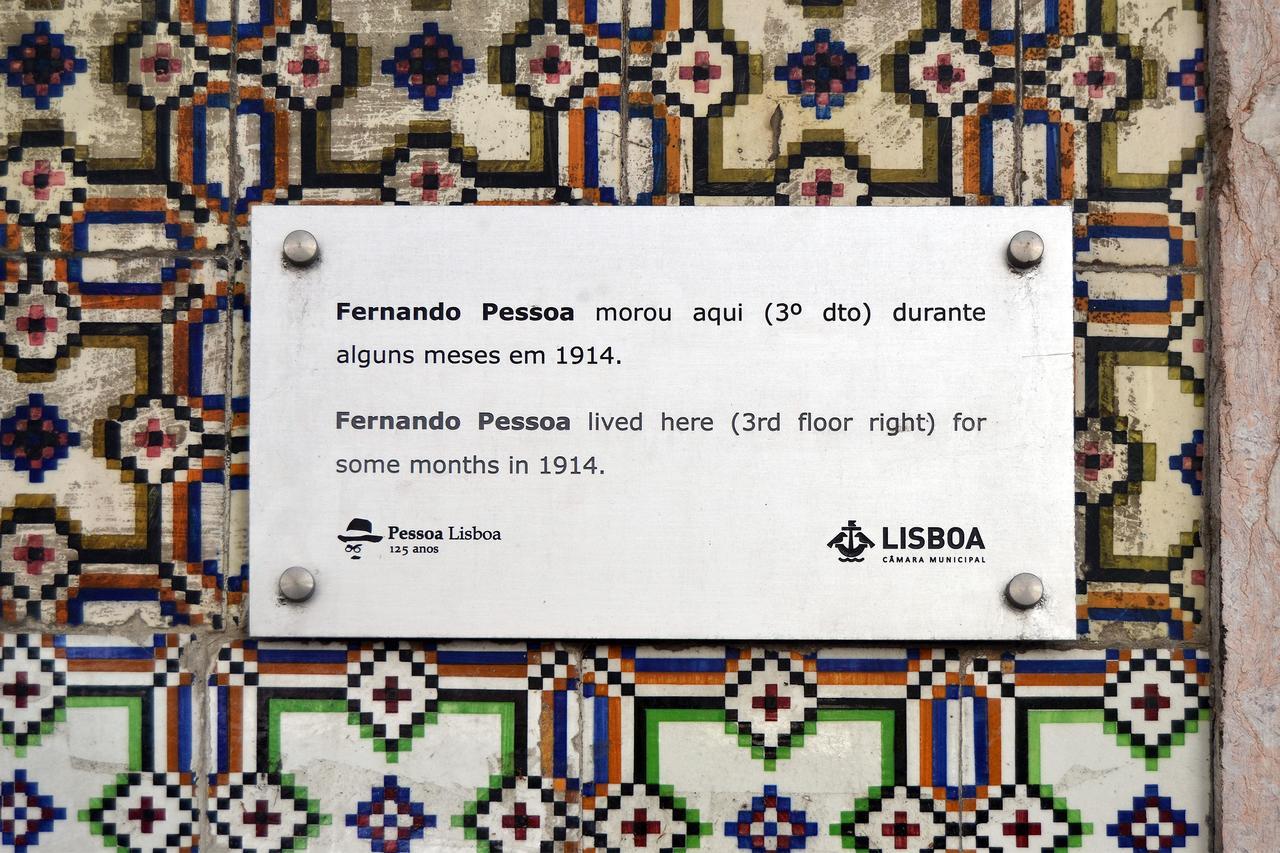 Fernando Pessoa morou aqui (3º dto) durante
alguns meses em 1914.
Fernando Pessoa lived here (3rd floor right) for
some months in 1914.
Pessoa Lisboa
125 anos
LISBOA
CÂMARA MUNICIPAL